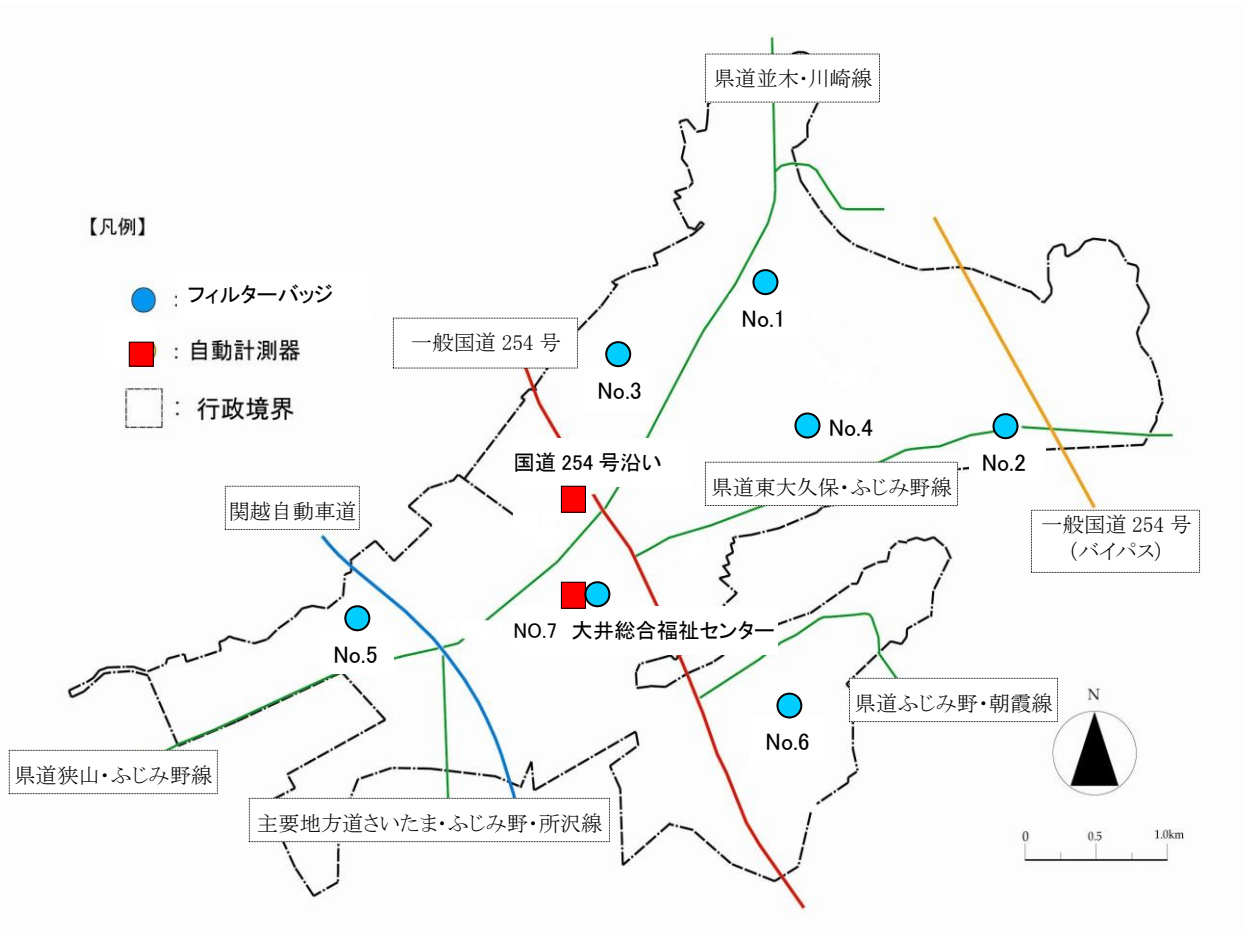 県道並木・川崎線
【凡例】
：フィルターバッジ
：自動計測器
：行政境界
No.1
一般国道 254 号
No.3
No.4
No.2
国道 254 号沿い
県道東大久保・ふじみ野線
関越自動車道
一般国道 254 号
(バイパス)
NO.7 大井総合福祉センター
No.5
県道ふじみ野・朝霞線
No.6
N
県道狭山・ふじみ野線
主要地方道さいたま・ふじみ野・所沢線
0 0.5 1.0km